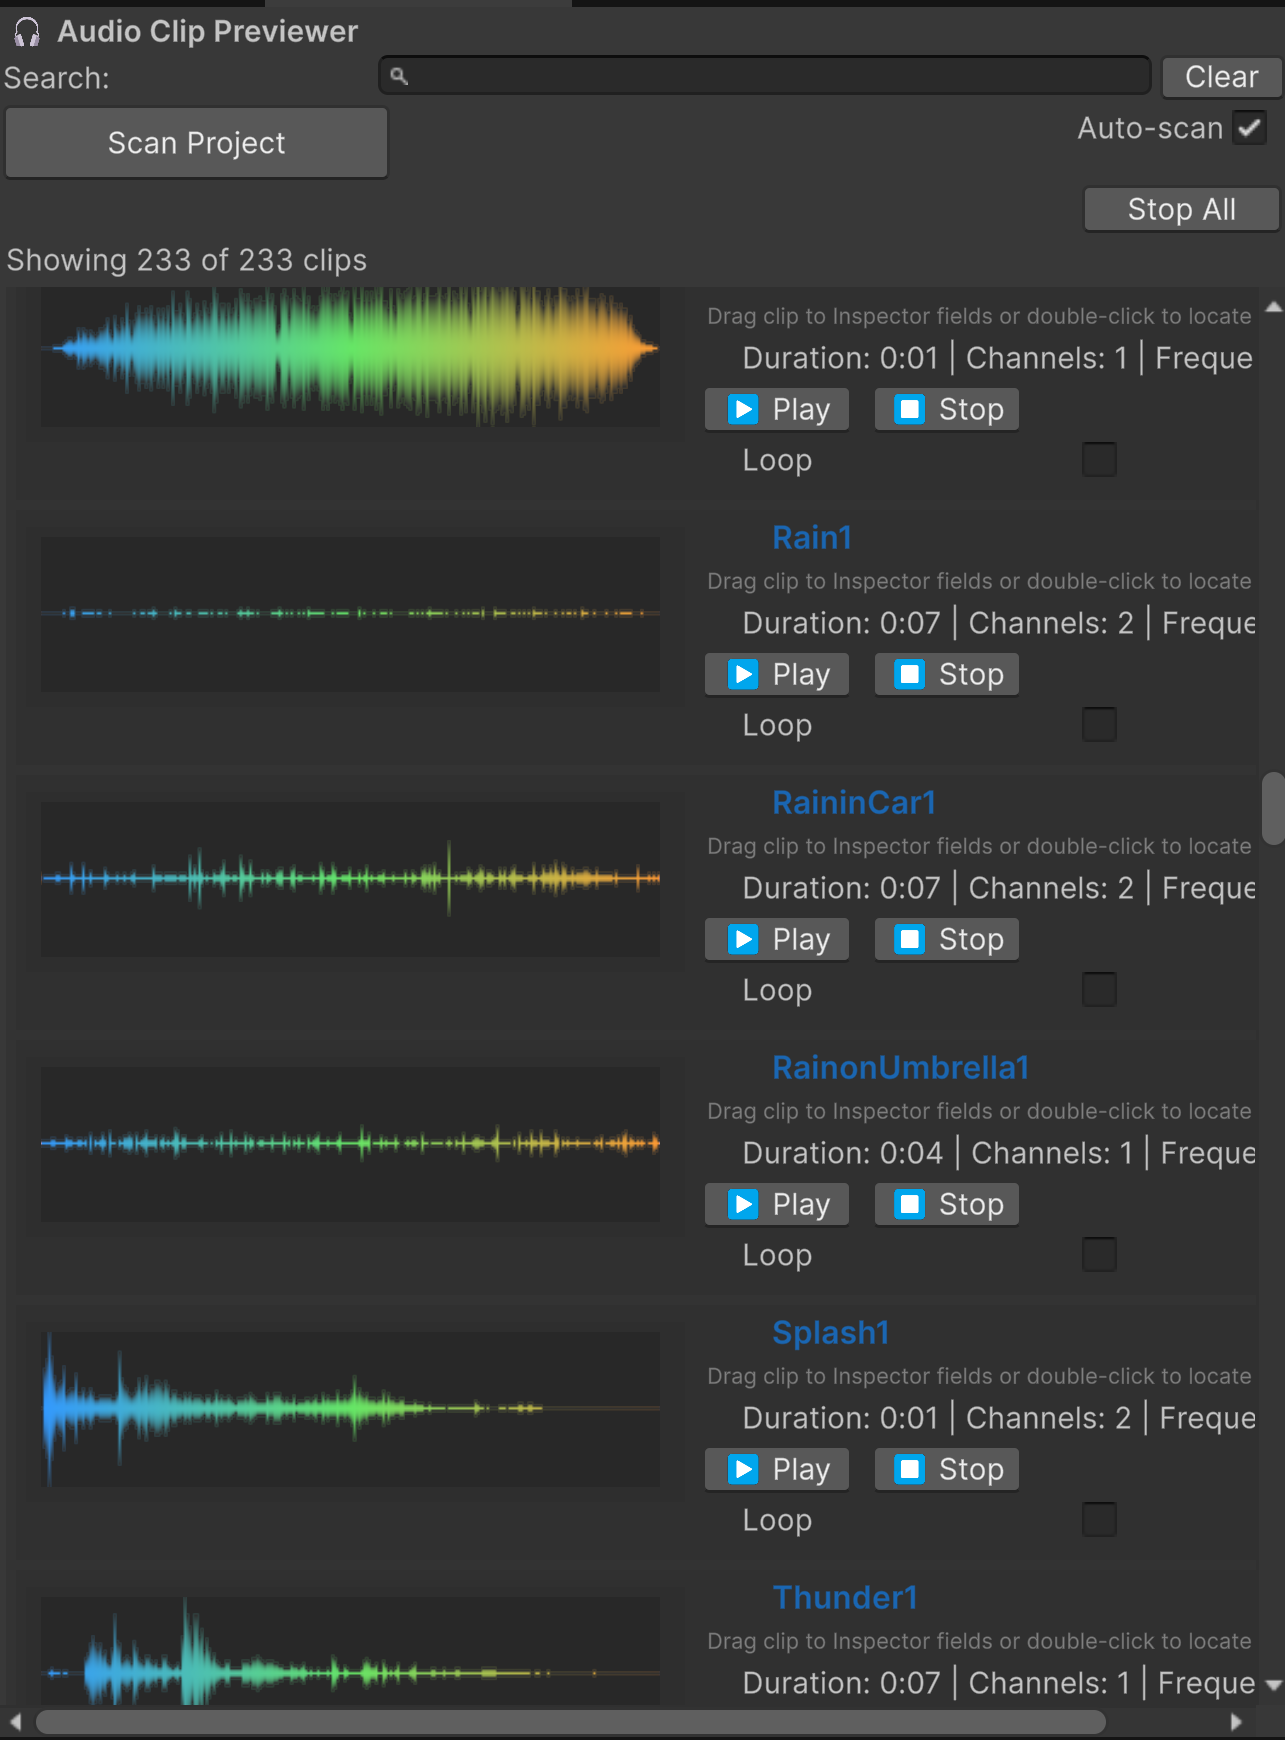 Audio Clip Previewer
Search:
Clear
Scan Project
Auto-scan
Stop All
Showing 233 of 233 clips
Drag clip to Inspector fields or double-click to locate
Duration: 0:01 | Channels: 1 | Freque
Play Stop
Loop
Rain1
Drag clip to Inspector fields or double-click to locate
Duration: 0:07 | Channels: 2 | Freque
Play Stop
Loop
RaininCar1
Drag clip to Inspector fields or double-click to locate
Duration: 0:07 | Channels: 2 | Freque
Play Stop
Loop
RainonUmbrella1
Drag clip to Inspector fields or double-click to locate
Duration: 0:04 | Channels: 1 | Freque
Play Stop
Loop
Splash1
Drag clip to Inspector fields or double-click to locate
Duration: 0:01 | Channels: 2 | Freque
Play Stop
Loop
Thunder1
Drag clip to Inspector fields or double-click to locate
Duration: 0:07 | Channels: 1 | Freque